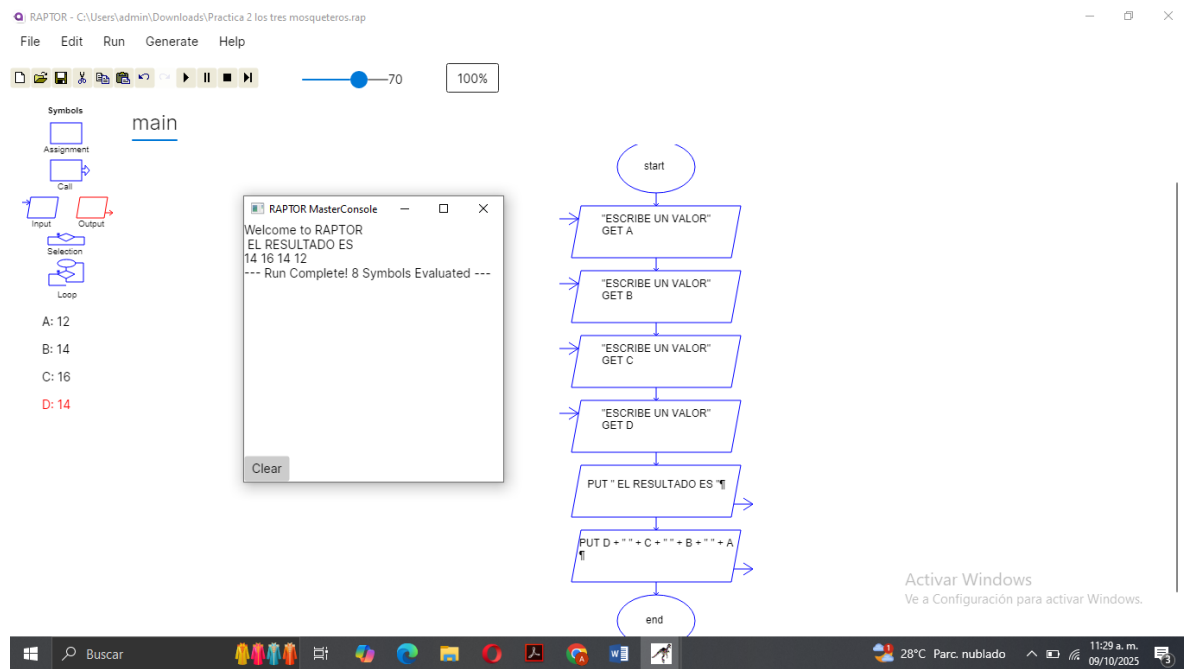 RAPTOR - C:\Users\admin\Downloads\Practica 2 los tres mosqueteros.rap
File Edit Run Generate Help
70
100%
Symbols
Assignment
Call
Input Output
Selection
Loop
A: 12
B: 14
C: 16
D: 14
main
RAPTOR MasterConsole
Welcome to RAPTOR
EL RESULTADO ES
14 16 14 12
--- Run Complete! 8 Symbols Evaluated ---
Clear
start
"ESCRIBE UN VALOR"
GET A
"ESCRIBE UN VALOR"
GET B
"ESCRIBE UN VALOR"
GET C
"ESCRIBE UN VALOR"
GET D
PUT " EL RESULTADO ES "¶
PUT D + " " + C + " " + B + " " + A
¶
end
Activar Windows
Ve a Configuración para activar Windows.
Buscar
28°C Parc. nublado
11:29 a. m.
09/10/2025
3